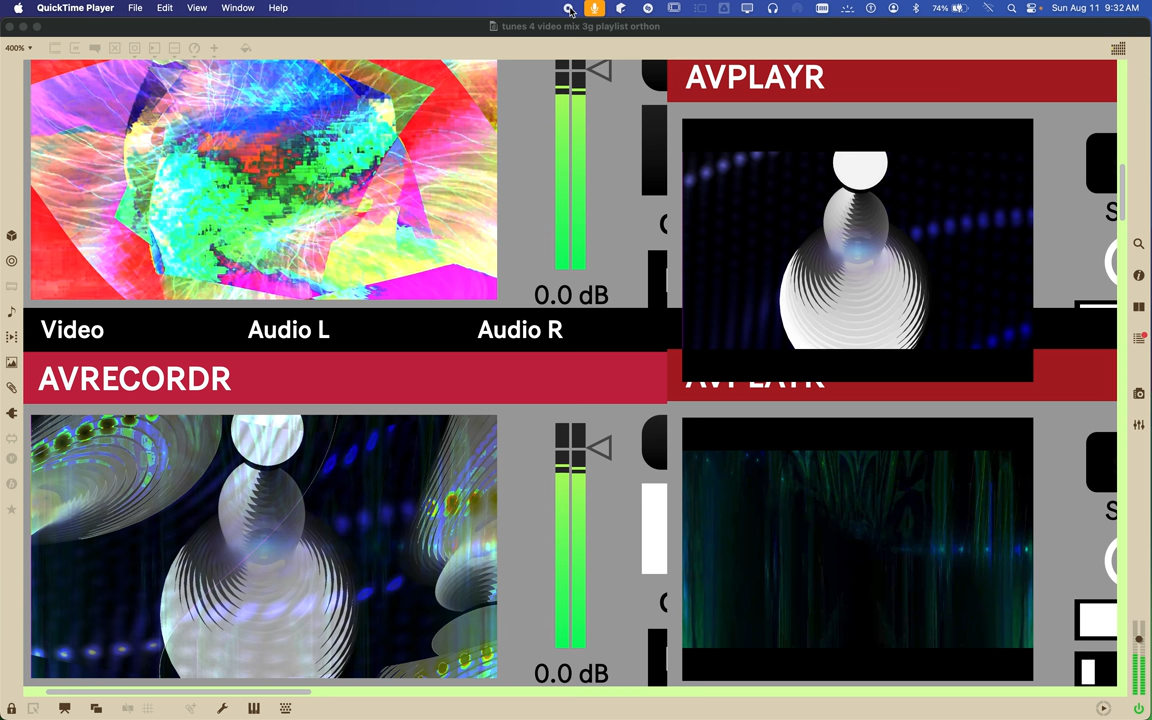 QuickTime Player File Edit View Window Help 74% Sun Aug 11 9:32 AM
tunes 4 video mix 3g playlist orthon
400%
AVPLAYR
0.0 dB
Video Audio L Audio R
AVRECORDR
AVPLAYR
0.0 dB